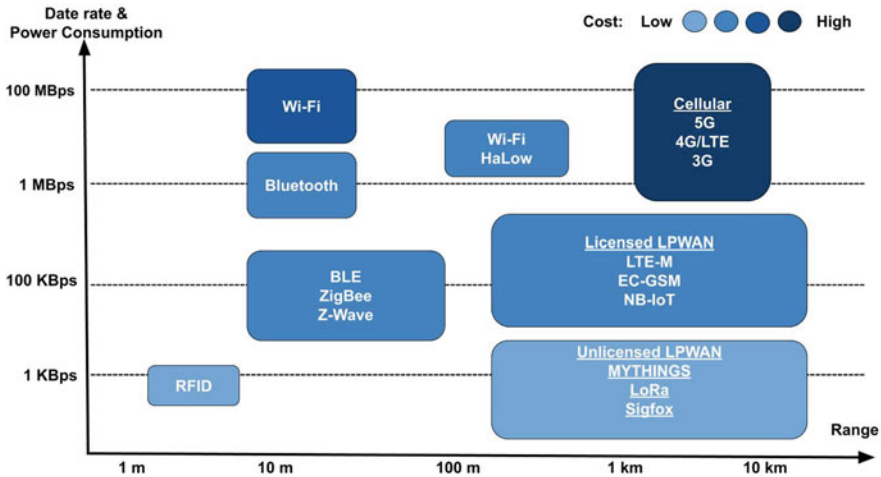 Date rate &
Power Consumption
Cost: Low High
100 MBps
Wi-Fi
Cellular
5G
4G/LTE
3G
Wi-Fi
HaLow
1 MBps
Bluetooth
Licensed LPWAN
LTE-M
EC-GSM
NB-IoT
100 KBps
BLE
ZigBee
Z-Wave
Unlicensed LPWAN
MYTHINGS
LoRa
Sigfox
1 KBps
RFID
Range
1 m 10 m 100 m 1 km 10 km